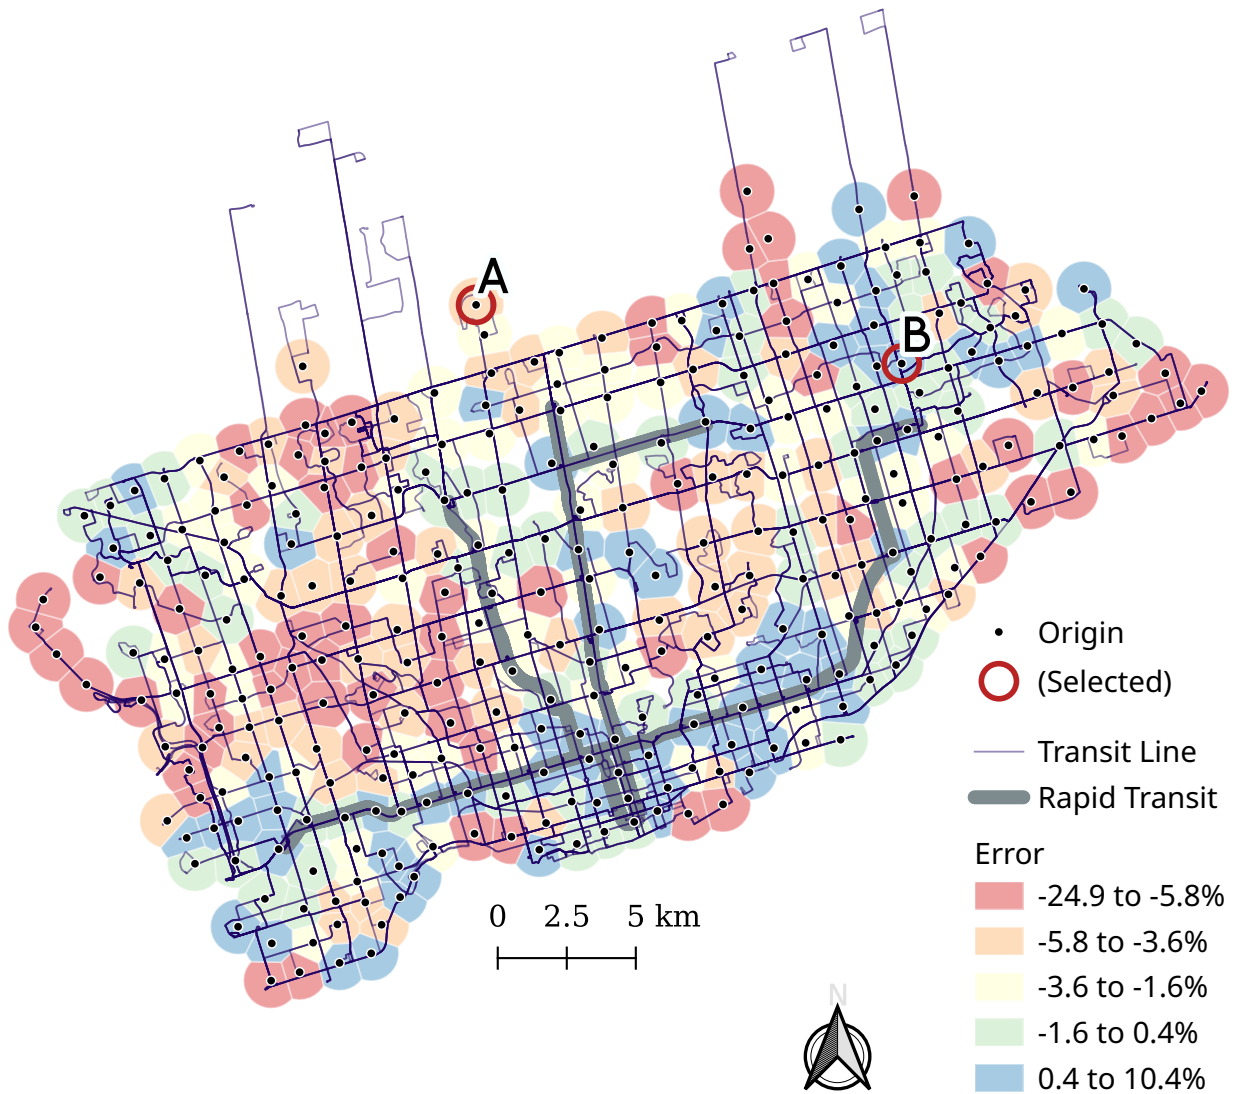 A
B
Origin
(Selected)
Transit Line
Rapid Transit
Error
-24.9 to -5.8%
-5.8 to -3.6%
-3.6 to -1.6%
-1.6 to 0.4%
0.4 to 10.4%
0 2.5 5 km
N